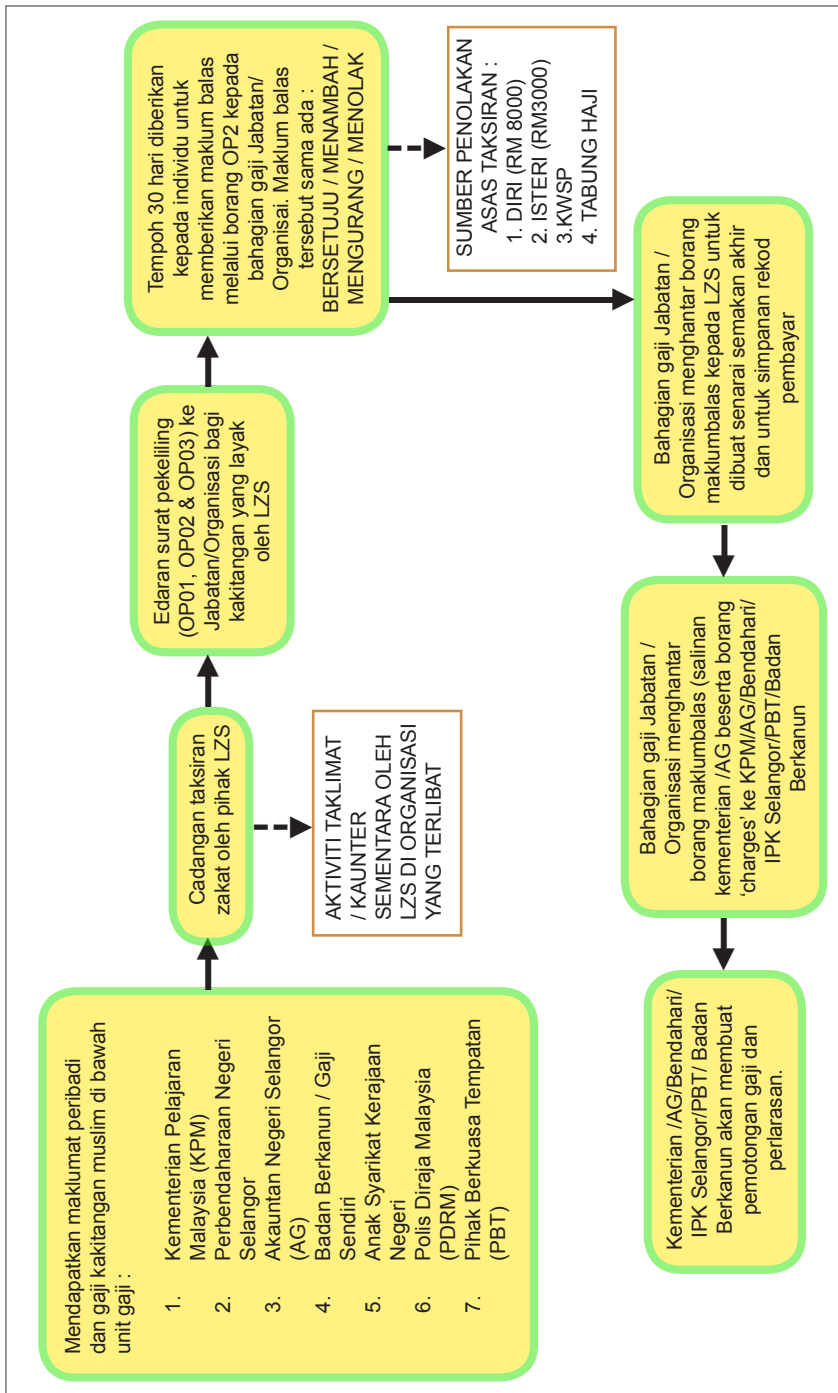 Mendapatkan maklumat peribadi
dan gaji kakitangan muslim di bawah
unit gaji :
1. Kementerian Pelajaran
Malaysia (KPM)
2. Perbendaharaan Negeri
Selangor
3. Akauntan Negeri Selangor
(AG)
4. Badan Berkanun / Gaji
Sendiri
5. Anak Syarikat Kerajaan
Negeri
6. Polis Diraja Malaysia
(PDRM)
7. Pihak Berkuasa Tempatan
(PBT)
Cadangan taksiran
zakat oleh pihak LZS
AKTIVITI TAKLIMAT
/ KAUNTER
SEMENTARA OLEH
LZS DI ORGANISASI
YANG TERLIBAT
Edaran surat pekeliling
(OP01, OP02 & OP03) ke
Jabatan/Organisasi bagi
kakitangan yang layak
oleh LZS
Tempoh 30 hari diberikan
kepada individu untuk
memberikan maklum balas
melalui borang OP2 kepada
bahagian gaji Jabatan/
Organisai. Maklum balas
tersebut sama ada :
BERSETUJU / MENAMBAH /
MENGURANG / MENOLAK
SUMBER PENOLAKAN
ASAS TAKSIRAN :
1. DIRI (RM 8000)
2. ISTERI (RM3000)
3.KWSP
4. TABUNG HAJI
Bahagian gaji Jabatan /
Organisasi menghantar borang
maklumbalas kepada LZS untuk
dibuat senarai semakan akhir
dan untuk simpanan rekod
pembayar
Bahagian gaji Jabatan /
Organisasi menghantar
borang maklumbalas (salinan
kementerian /AG beserta borang
‘charges’ ke KPM/AG/Bendahari/
IPK Selangor/PBT/Badan
Berkanun
Kementerian /AG/Bendahari/
IPK Selangor/PBT/ Badan
Berkanun akan membuat
pemotongan gaji dan
perlarasan.